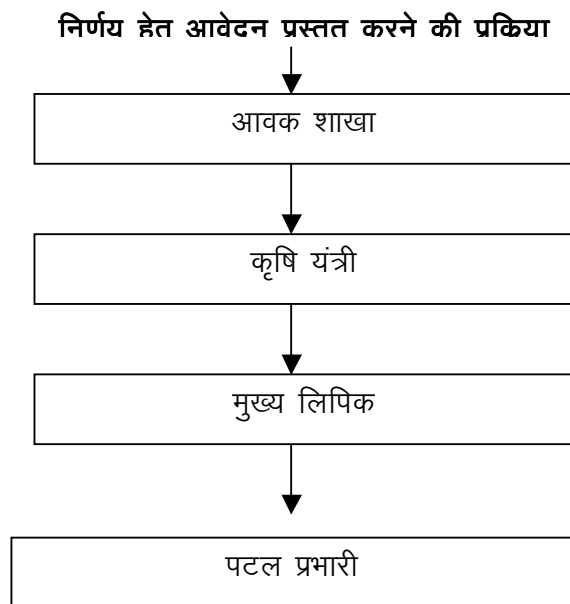 निर्णय हेतु आवेदन प्रस्तुत करने की प्रक्रिया
आवक शाखा
कृषि यंत्री
मुख्य लिपिक
पटल प्रभारी